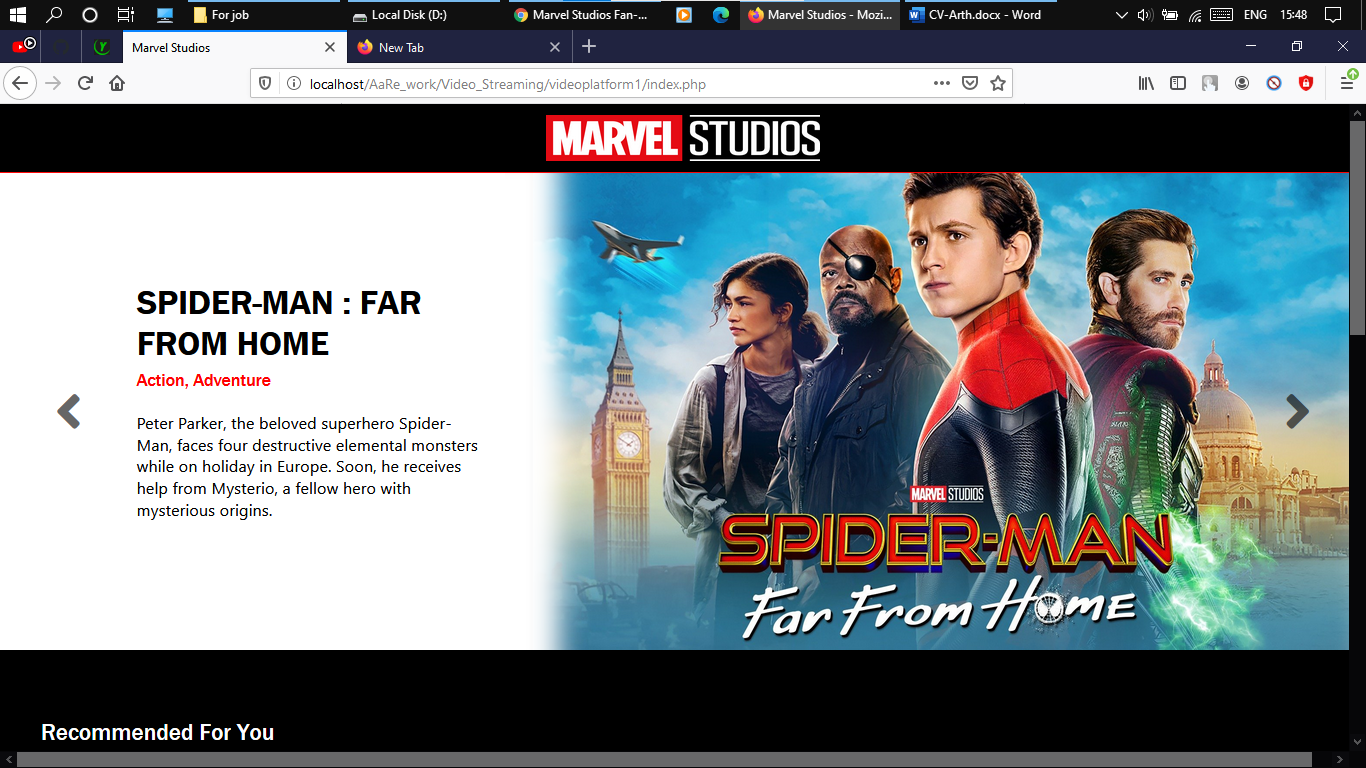 For job
Local Disk (D:)
Marvel Studios Fan-...
Marvel Studios - Mozi...
CV-Arth.docx - Word
ENG
15:48
Marvel Studios
New Tab
localhost/AaRe_work/Video_Streaming/videoplatform1/index.php
MARVEL STUDIOS
SPIDER-MAN : FAR
FROM HOME
Action, Adventure
Peter Parker, the beloved superhero Spider-
Man, faces four destructive elemental monsters
while on holiday in Europe. Soon, he receives
help from Mysterio, a fellow hero with
mysterious origins.
MARVEL STUDIOS
SPIDER-MAN
Far From Home
Recommended For You